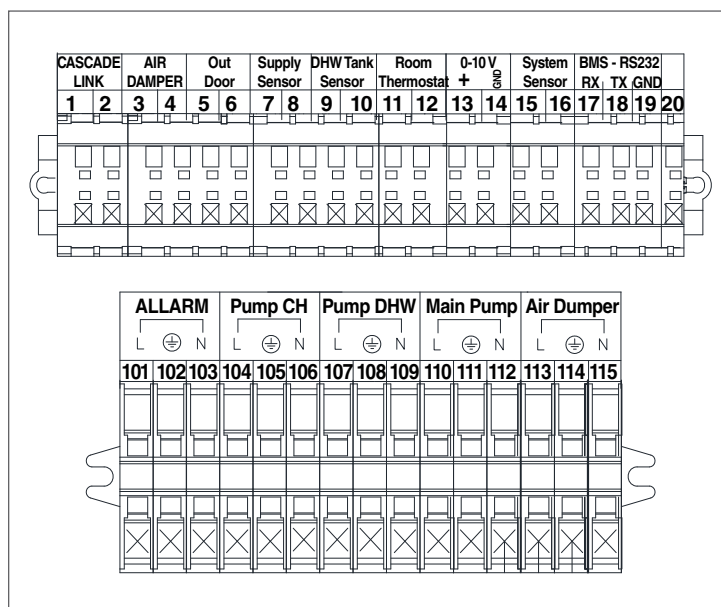 CASCADE AIR Out Supply DHW Tank Room 0-10 V System BMS - RS232
LINK DAMPER Door Sensor Sensor Thermostat + GND Sensor RX TX GND
1 2 3 4 5 6 7 8 9 10 11 12 13 14 15 16 17 18 19 20
ALLARM Pump CH Pump DHW Main Pump Air Dumper
L N L N L N L N L N
101 102 103 104 105 106 107 108 109 110 111 112 113 114 115